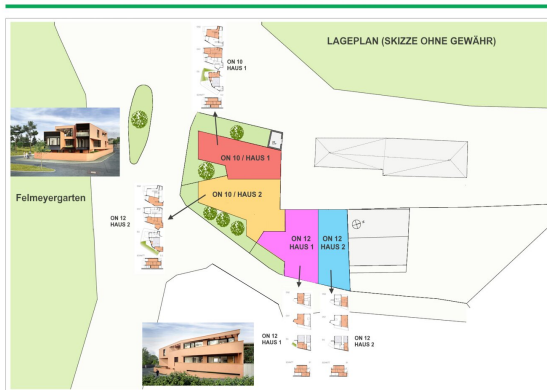 LAGEPLAN (SKIZZE OHNE GEWÄHR)
ON 10
HAUS 1
ON 10 / HAUS 1
Felmeyergarten
ON 10 / HAUS 2
ON 12
HAUS 2
ON 12
HAUS 1
ON 12
HAUS 2
ON 12
HAUS 1
ON 12
HAUS 2